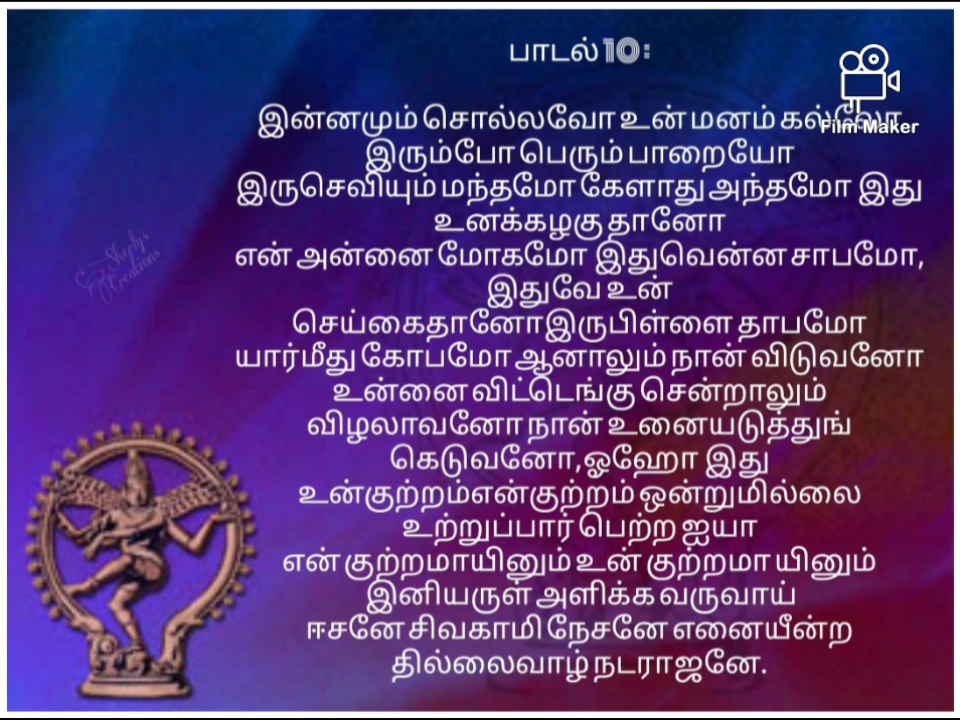 பாடல் 10:
Film Maker
இன்னமும் சொல்லவோ உன் மனம் கல்லோ
இரும்போ பெரும் பாறையோ
இருசெவியும் மந்தமோ கேளாது அந்தமோ இது
உனக்கழகு தானோ
என் அன்னை மோகமோ இதுவென்ன சாபமோ,
இதுவே உன்
செய்கைதானோஇருபிள்ளை தாபமோ
யார்மீது கோபமோ ஆனாலும் நான் விடுவனோ
உன்னை விட்டெங்கு சென்றாலும்
விழலாவனோ நான் உனையடுத்துங்
கெடுவனோ,ஓஹோ இது
உன்குற்றம்என்குற்றம் ஒன்றுமில்லை
உற்றுப்பார் பெற்ற ஐயா
என் குற்றமாயினும் உன் குற்றமா யினும்
இனியருள் அளிக்க வருவாய்
ஈசனே சிவகாமி நேசனே எனையீன்ற
தில்லைவாழ் நடராஜனே.
Sheply's
Creations